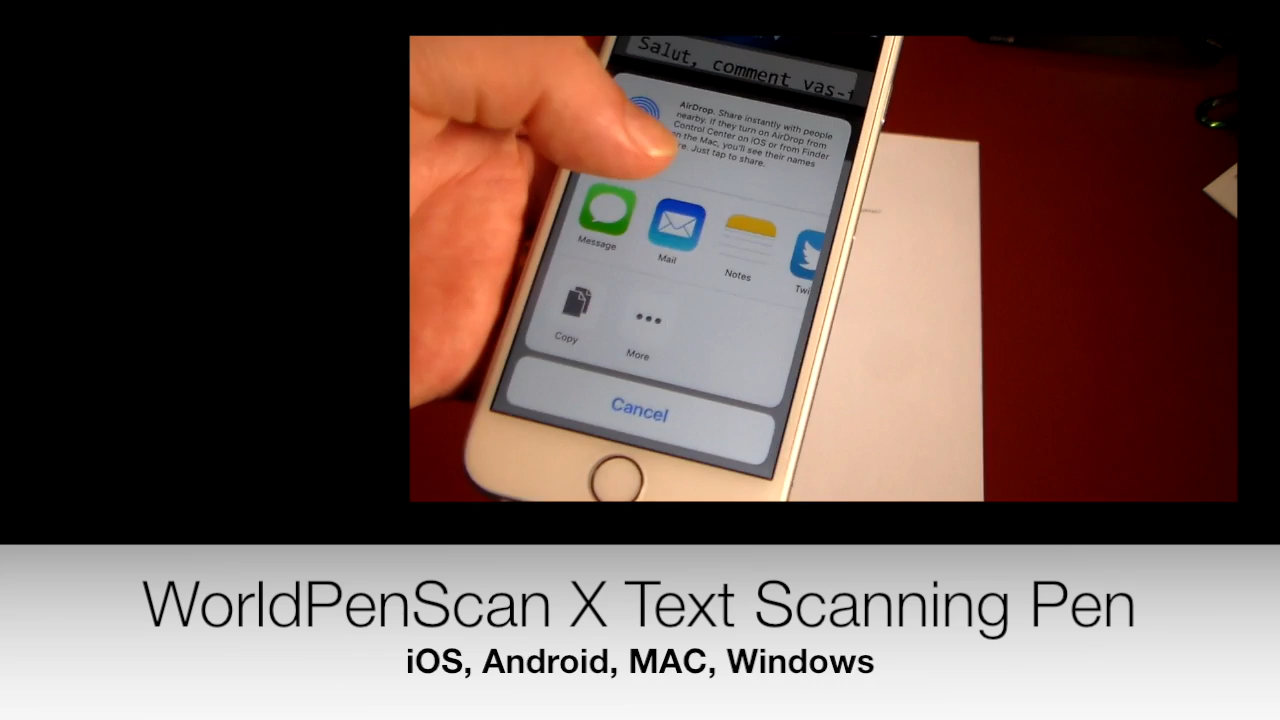 Salut, comment vas-
AirDrop. Share instantly with people
nearby. If they turn on AirDrop from
Control Center on iOS or from Finder
on the Mac, you'll see their names
Just tap to share.
Message
Mail
Notes
Twi
Copy
More
Cancel
WorldPenScan X Text Scanning Pen
iOS, Android, MAC, Windows